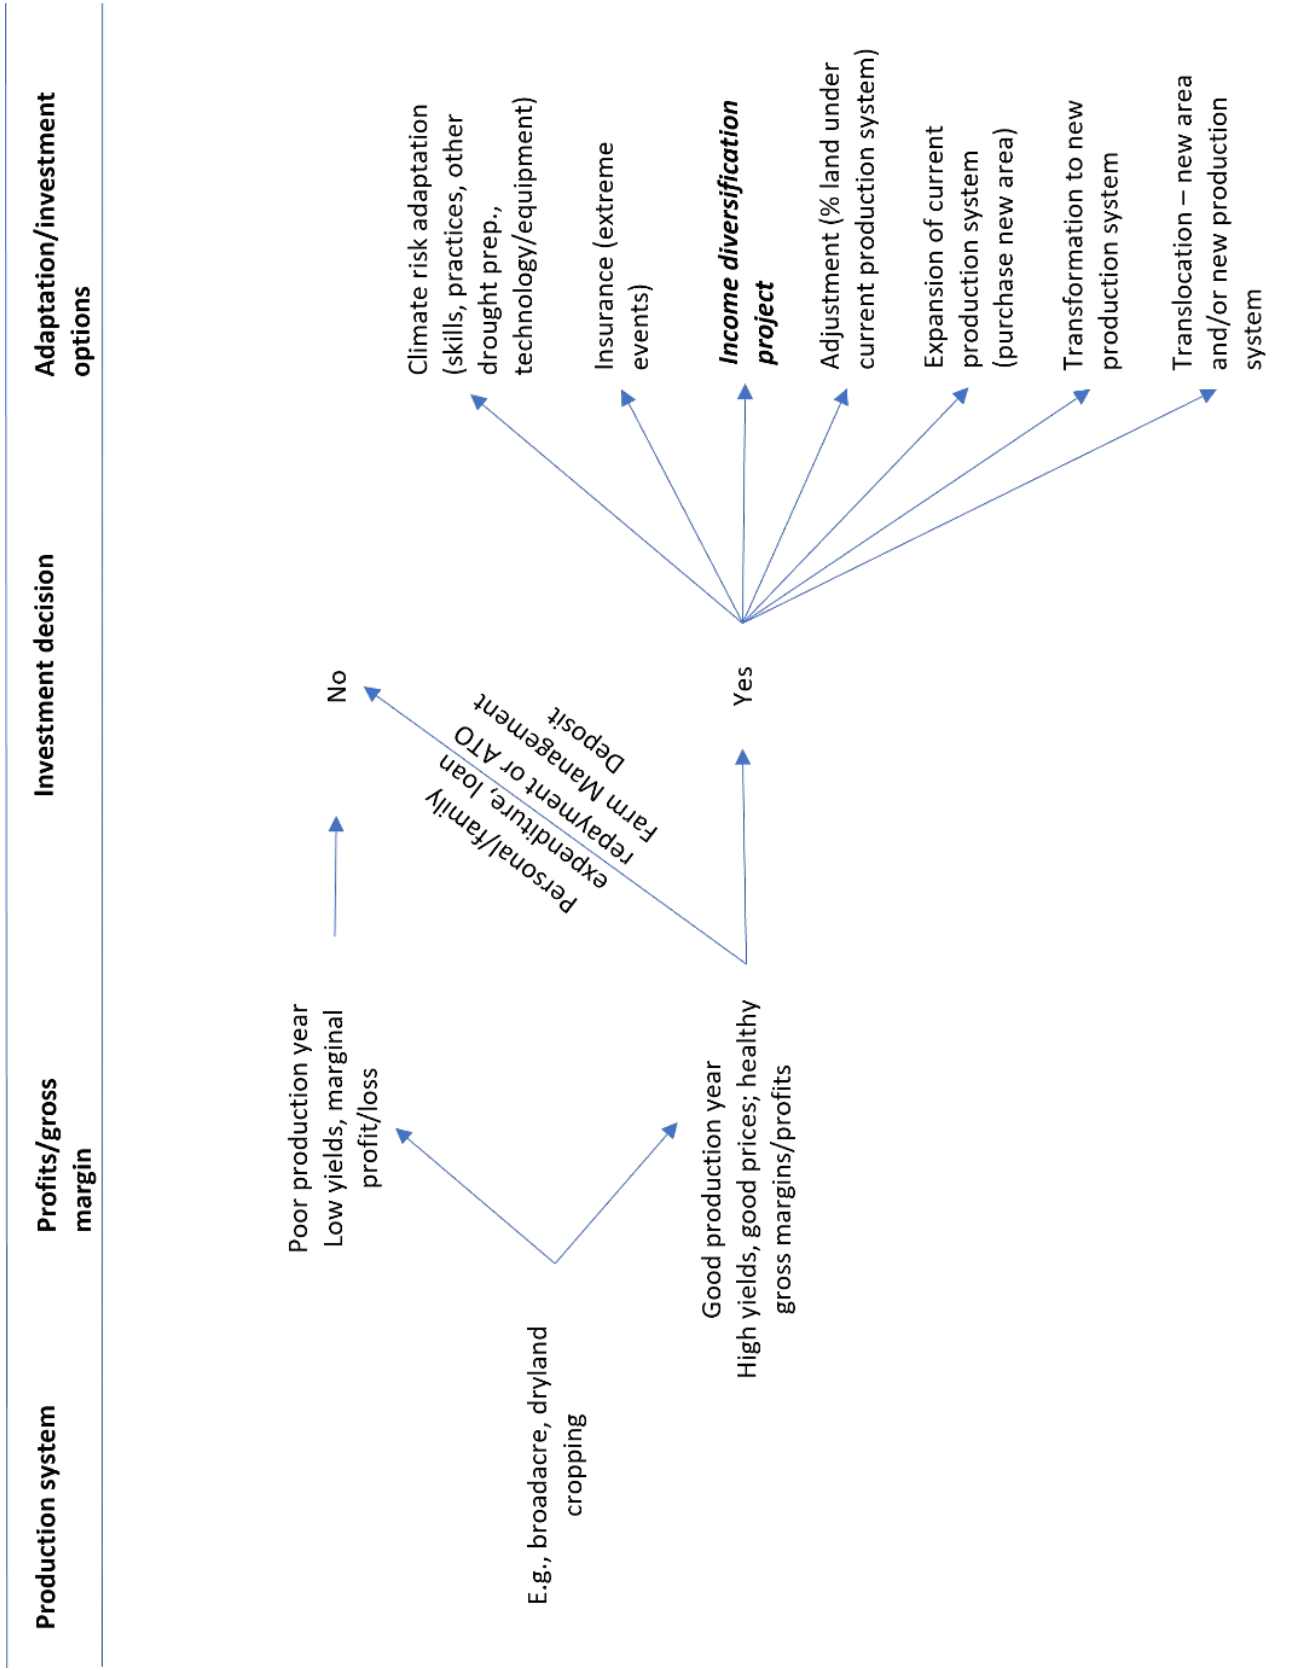 Production system
Profits/gross
margin
Investment decision
Adaptation/investment
options
E.g., broadacre, dryland
cropping
Poor production year
Low yields, marginal
profit/loss
Good production year
High yields, good prices; healthy
gross margins/profits
Personal/family
expenditure, loan
repayment or ATO
Farm Management
Deposit
No
Yes
Climate risk adaptation
(skills, practices, other
drought prep.,
technology/equipment)
Insurance (extreme
events)
Income diversification
project
Adjustment (% land under
current production system)
Expansion of current
production system
(purchase new area)
Transformation to new
production system
Translocation – new area
and/or new production
system